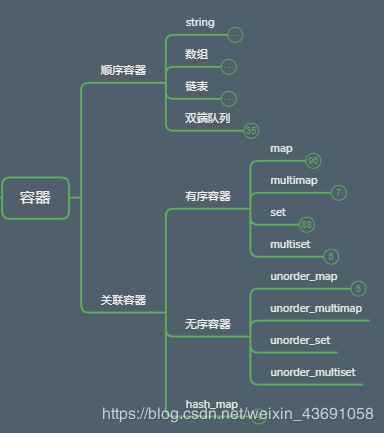 string
数组
顺序容器
链表
双端队列
35
容器
map
96
multimap
7
有序容器
set
88
multiset
6
关联容器
unorder_map
5
unorder_multimap
无序容器
unorder_set
unorder_multiset
hash_map
https://blog.csdn.net/weixin_43691058